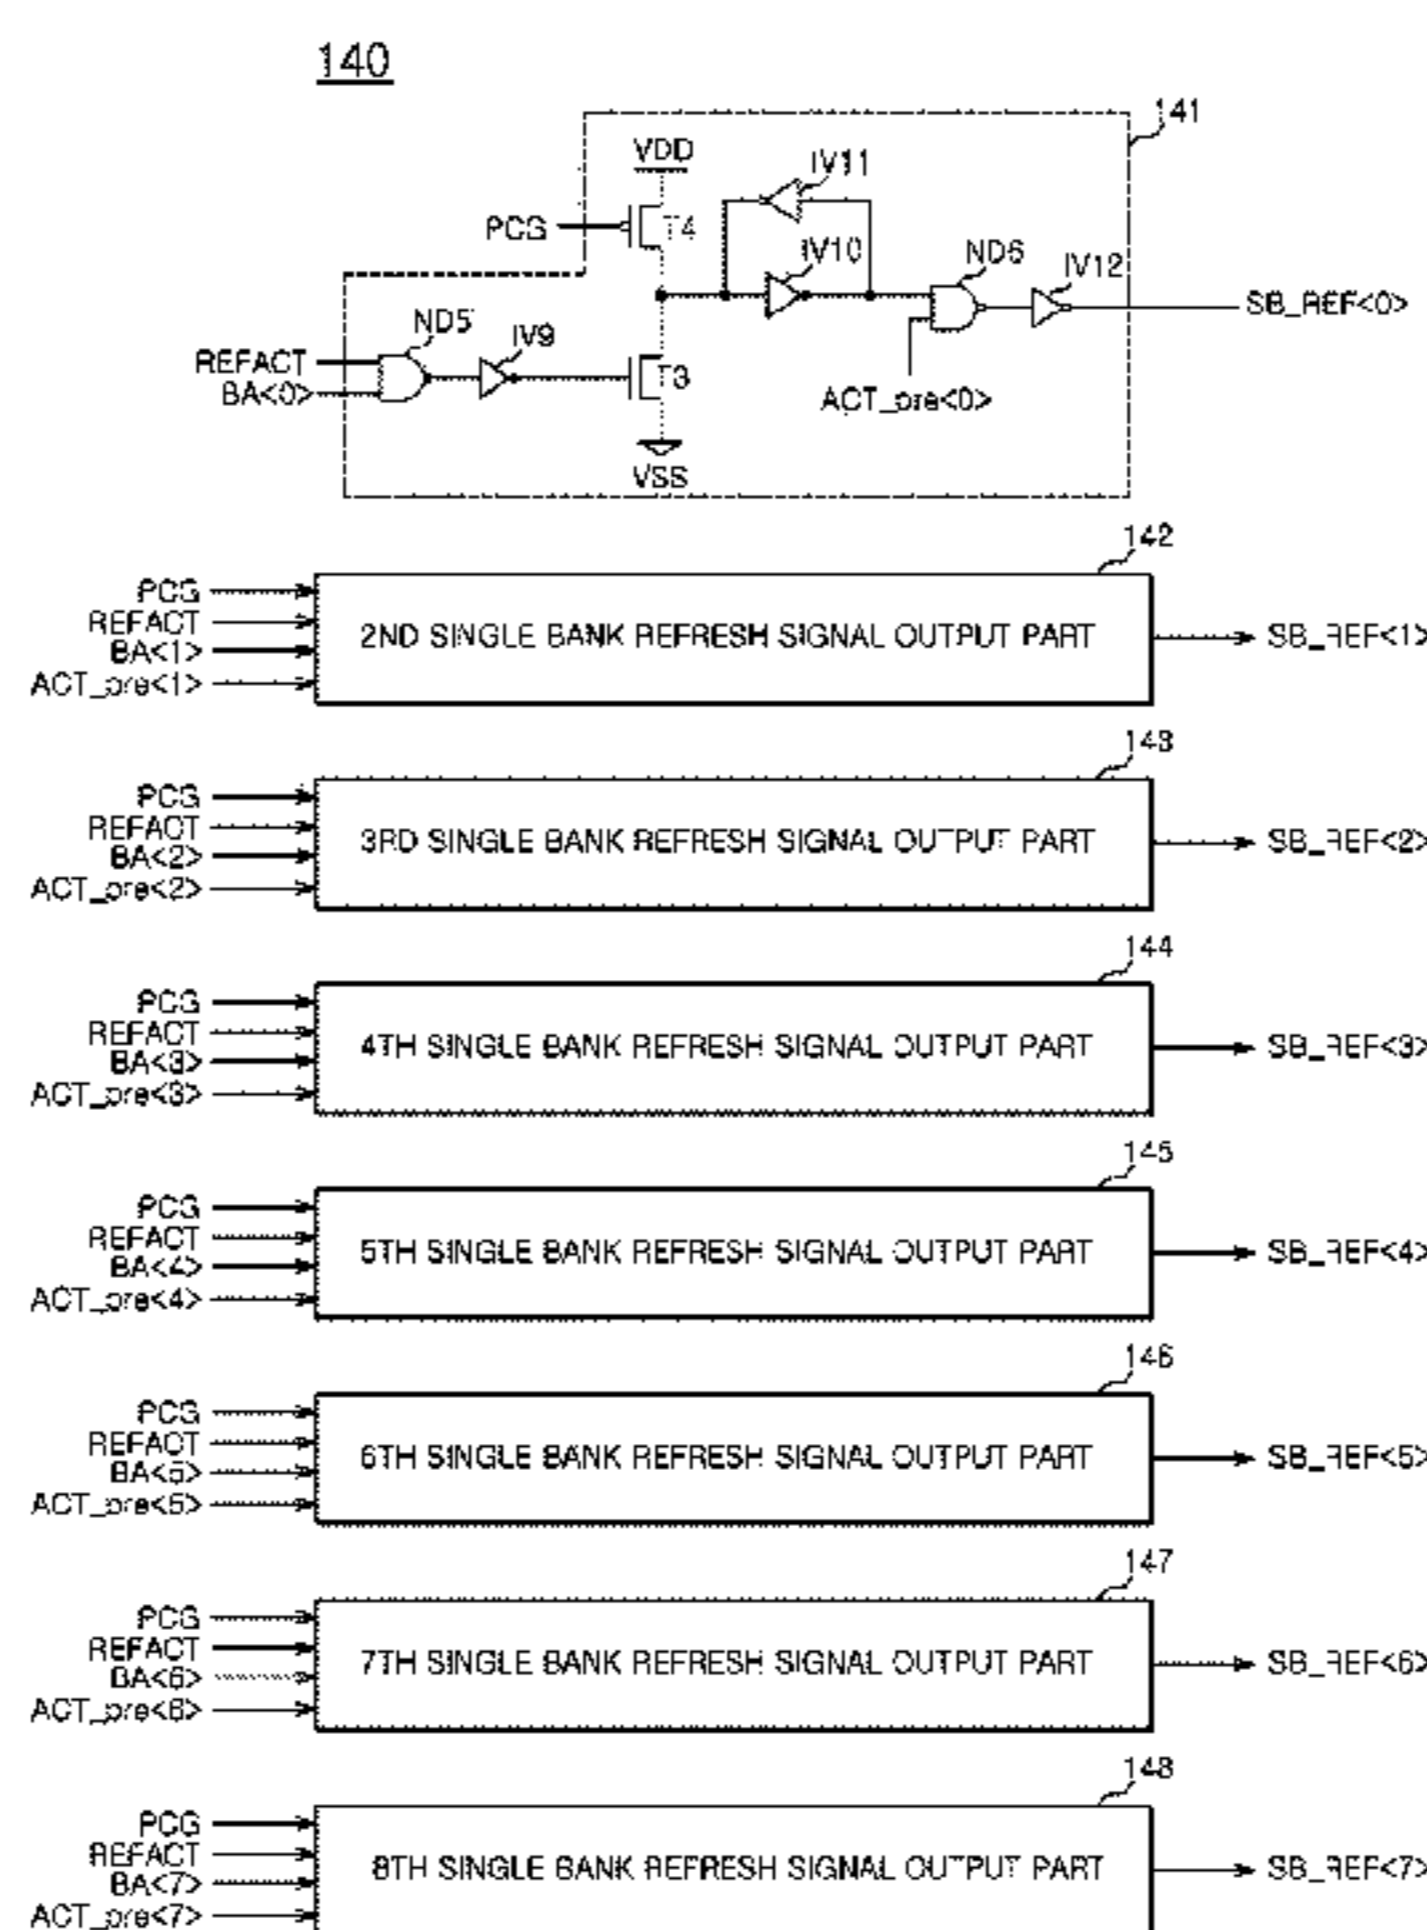 140
141
VDD
IV11
PCG
T4
IV10
ND6
IV12
SB_REF<0>
ND5
IV9
REFACT
T3
BA<0>
ACT_pre<0>
VSS
142
PCG
REFACT
BA<1>
ACT_pre<1>
2ND SINGLE BANK REFRESH SIGNAL OUTPUT PART
SB_REF<1>
143
PCG
REFACT
BA<2>
ACT_pre<2>
3RD SINGLE BANK REFRESH SIGNAL OUTPUT PART
SB_REF<2>
144
PCG
REFACT
BA<3>
ACT_pre<3>
4TH SINGLE BANK REFRESH SIGNAL OUTPUT PART
SB_REF<3>
145
PCG
REFACT
BA<4>
ACT_pre<4>
5TH SINGLE BANK REFRESH SIGNAL OUTPUT PART
SB_REF<4>
146
PCG
REFACT
BA<5>
ACT_pre<5>
6TH SINGLE BANK REFRESH SIGNAL OUTPUT PART
SB_REF<5>
147
PCG
REFACT
BA<6>
ACT_pre<6>
7TH SINGLE BANK REFRESH SIGNAL OUTPUT PART
SB_REF<6>
148
PCG
REFACT
BA<7>
ACT_pre<7>
8TH SINGLE BANK REFRESH SIGNAL OUTPUT PART
SB_REF<7>